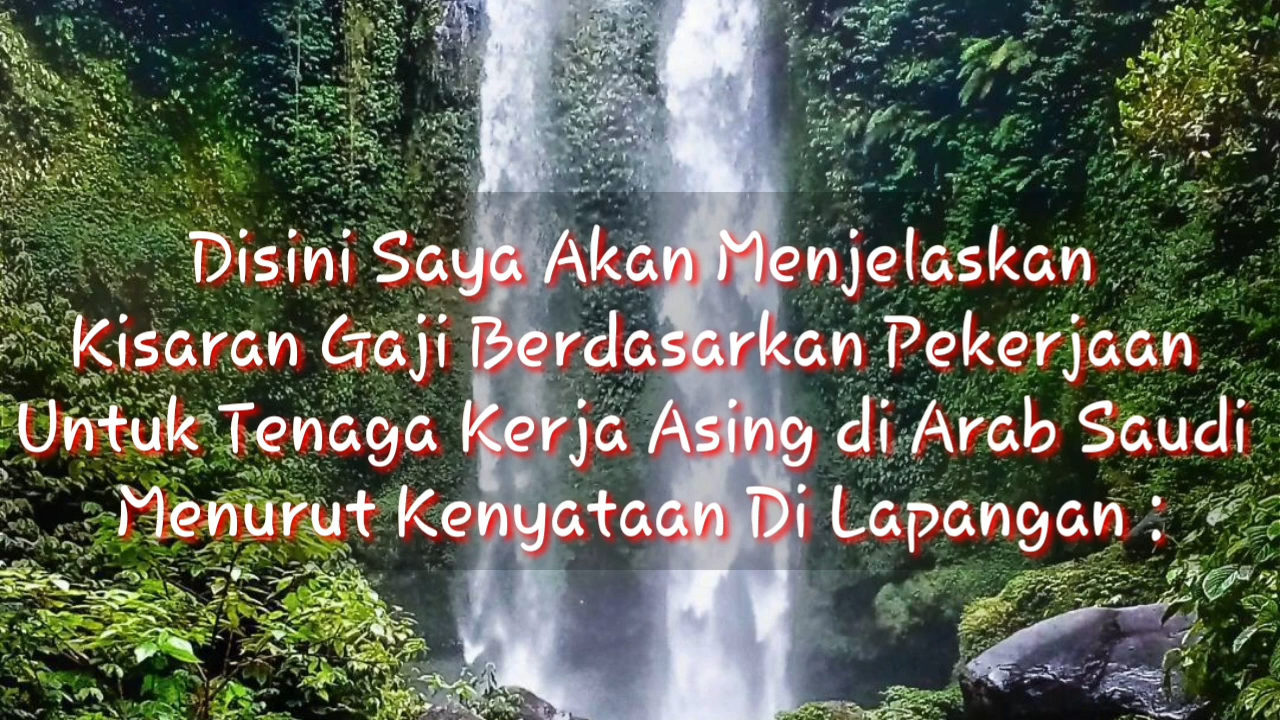 Disini Saya Akan Menjelaskan
Kisaran Gaji Berdasarkan Pekerjaan
Untuk Tenaga Kerja Asing di Arab Saudi
Menurut Kenyataan Di Lapangan :